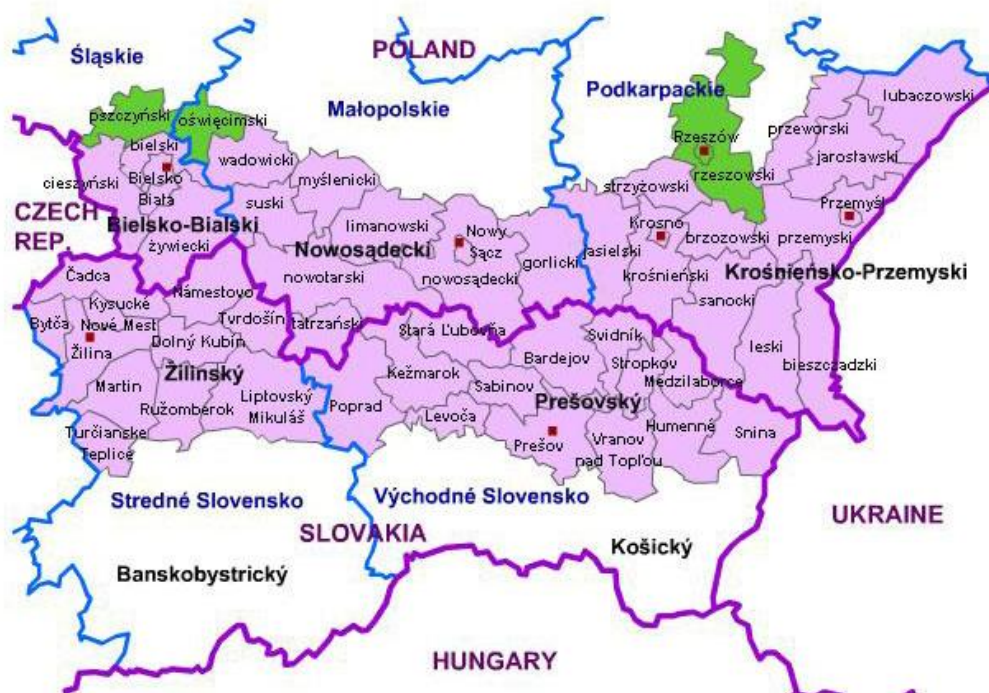 POLAND
Śląskie
Małopolskie
Podkarpackie
lubaczowski
pszczyński
oświęcimski
przeworski
Rzeszów
bielski
wadowicki
jarosławski
cieszyński
Bielsko
Biała
myślenicki
strzyżowski
rzeszowski
suski
Przemyśl
CZECH
REP.
Bielsko-Bialski
limanowski
Nowy
Sącz
Krosno
żywiecki
Nowosądecki
jasielski
brzozowski
przemyski
gorlicki
Čadca
nowotarski
nowosądecki
krośnieński
Krośnieńsko-Przemyski
sanocki
Námestovo
Kysucké
Nové Mest
Bytča
Tvrdošín
tatrzański
Stará Ľubovňa
Svidník
Žilina
Dolný Kubín
leski
Bardejov
Stropkov
bieszczadzki
Žilinský
Kežmarok
Medzilaborce
Martin
Liptovský
Mikuláš
Sabinov
Prešovský
Ružomberok
Poprad
Levoča
Humenné
Snina
Turčianske
Teplice
Prešov
Vranov
nad Topľou
Stredné Slovensko
Východné Slovensko
UKRAINE
SLOVAKIA
Košický
Banskobystrický
HUNGARY